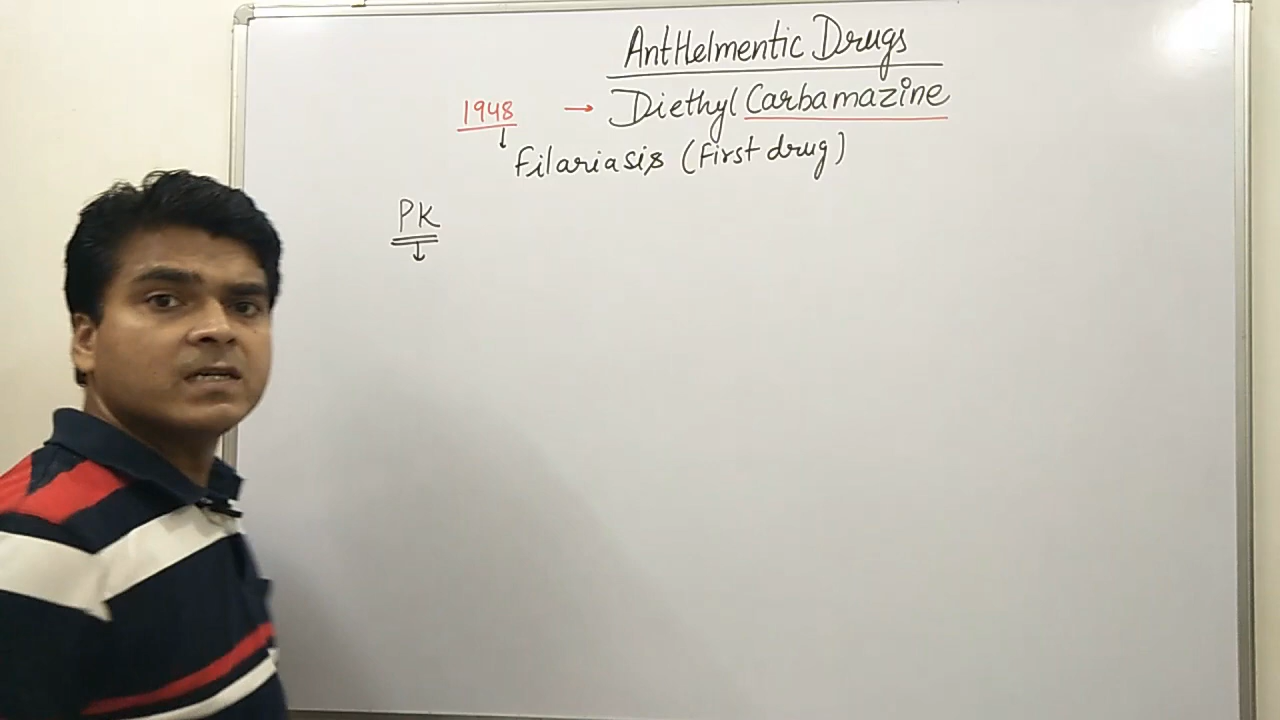 AntHelmentic Drugs
1948 → Diethyl Carbamazine
↓ Filariasis (First drug)
PK
↓